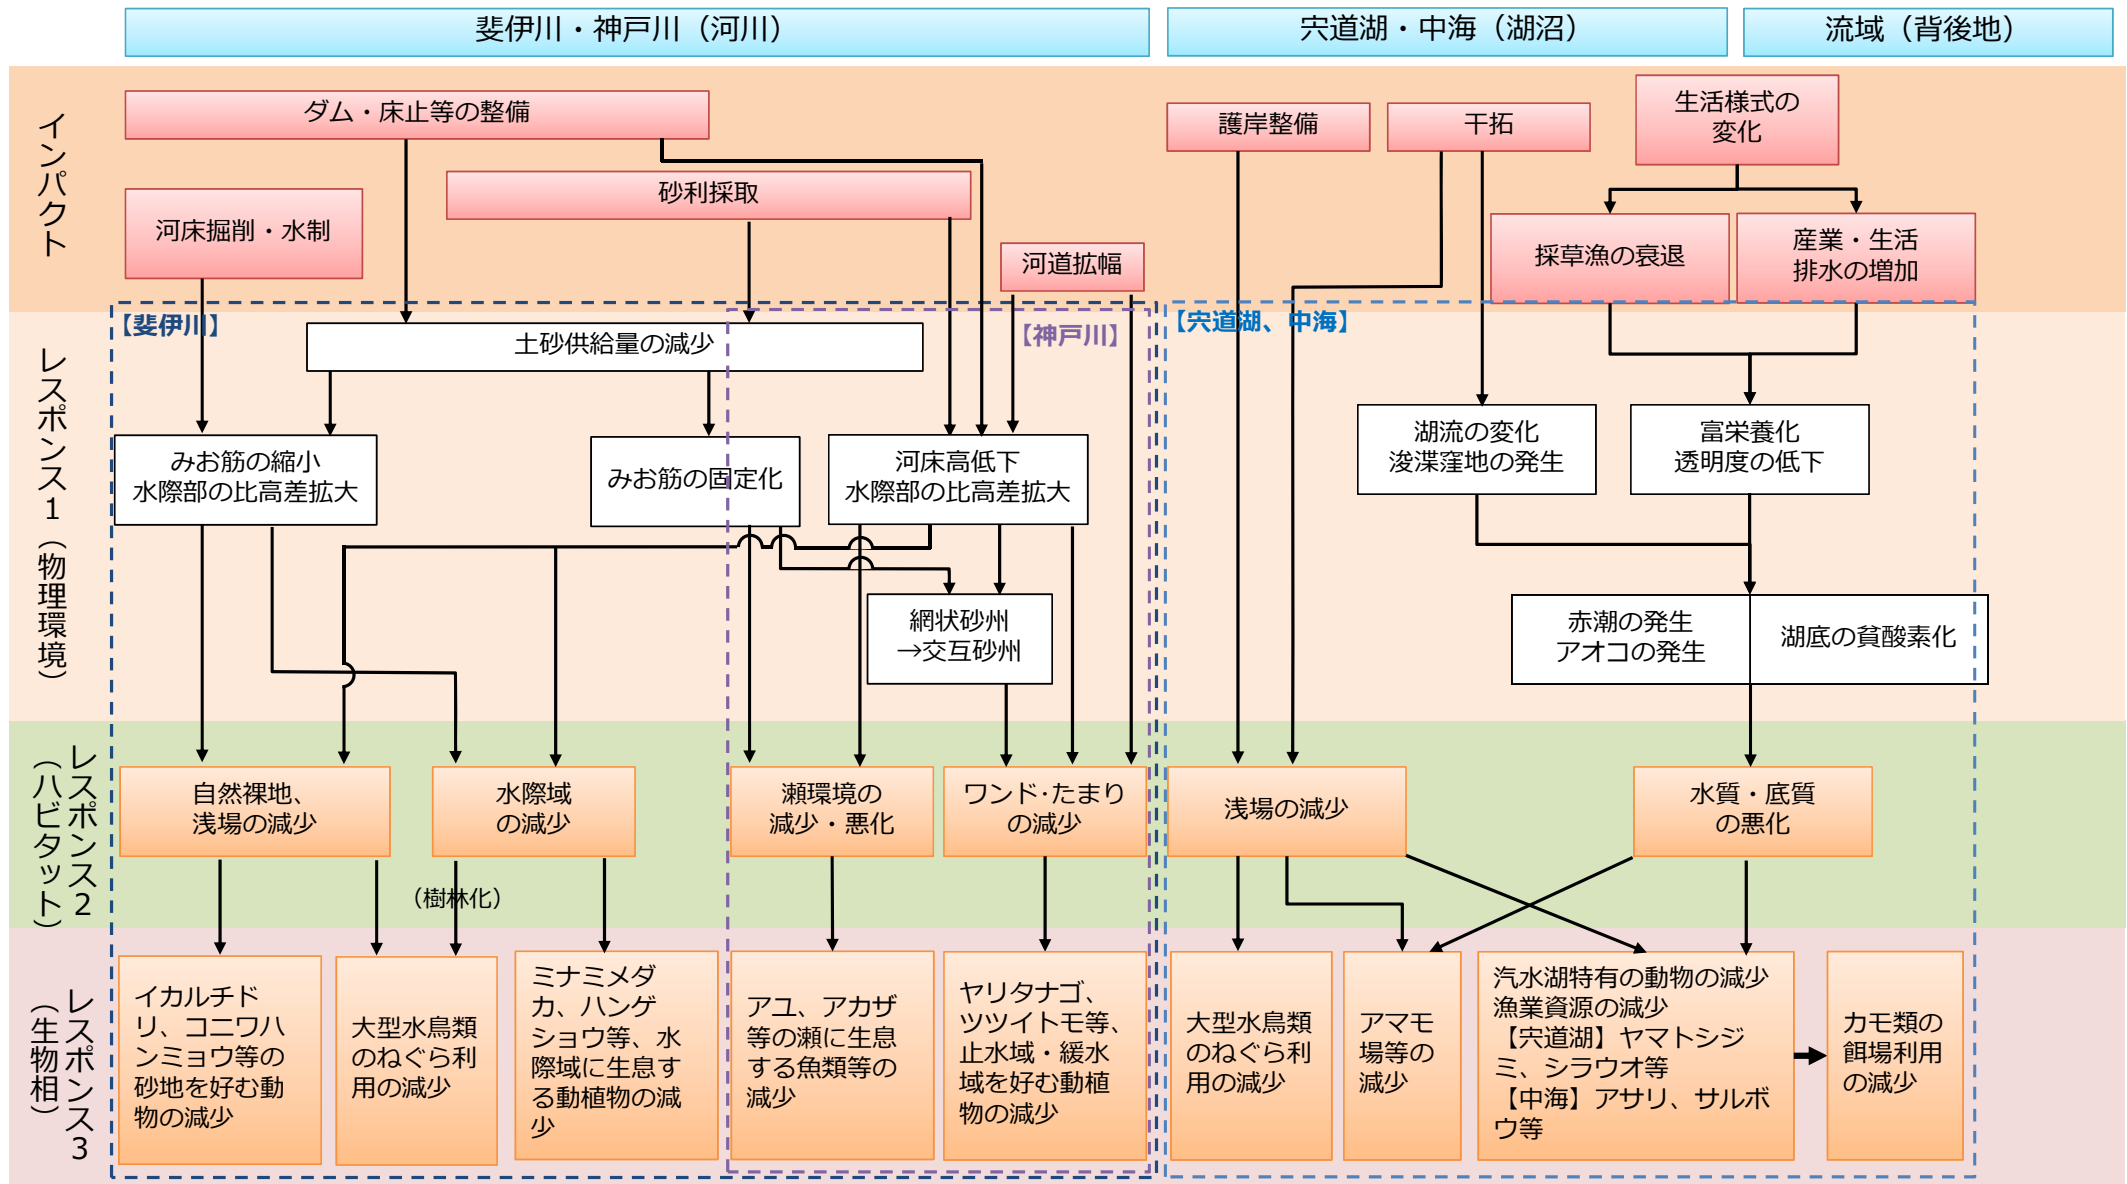 斐伊川・神戸川（河川）
宍道湖・中海（湖沼）
流域（背後地）
インパクト
ダム・床止等の整備
砂利採取
河床掘削・水制
河道拡幅
護岸整備
干拓
生活様式の
変化
採草漁の衰退
産業・生活
排水の増加
レスポンス1（物理環境）
【斐伊川】
【神戸川】
【宍道湖、中海】
土砂供給量の減少
みお筋の縮小
水際部の比高差拡大
みお筋の固定化
河床高低下
水際部の比高差拡大
湖流の変化
浚渫窪地の発生
富栄養化
透明度の低下
網状砂州
→交互砂州
赤潮の発生
アオコの発生
湖底の貧酸素化
レスポンス2
（ハビタット）
自然裸地、
浅場の減少
水際域
の減少
瀬環境の
減少・悪化
ワンド･たまり
の減少
浅場の減少
水質・底質
の悪化
（樹林化）
レスポンス3
（生物相）
イカルチド
リ、コニワハ
ンミョウ等の
砂地を好む動
物の減少
大型水鳥類
のねぐら利
用の減少
ミナミメダ
カ、ハンゲ
ショウ等、水
際域に生息す
る動植物の減
少
アユ、アカザ
等の瀬に生息
する魚類等の
減少
ヤリタナゴ、
ツツイトモ等、
止水域・緩水
域を好む動植
物の減少
大型水鳥類
のねぐら利
用の減少
アマモ
場等の
減少
汽水湖特有の動物の減少
漁業資源の減少
【宍道湖】ヤマトシジ
ミ、シラウオ等
【中海】アサリ、サルボ
ウ等
カモ類の
餌場利用
の減少